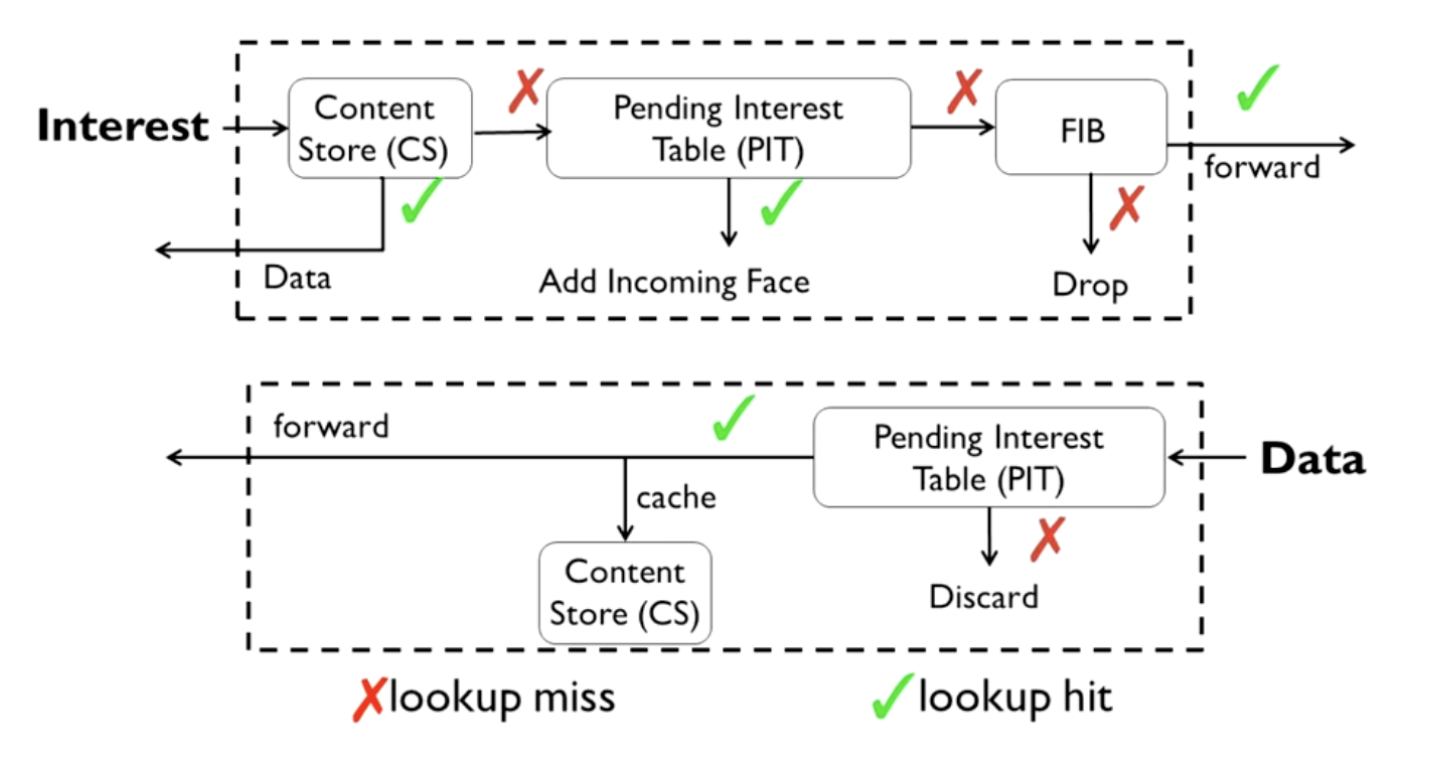 Interest
Content
Store (CS)
Pending Interest
Table (PIT)
FIB
forward
Data
Add Incoming Face
Drop
forward
Pending Interest
Table (PIT)
Data
cache
Content
Store (CS)
Discard
✗lookup miss
✓lookup hit